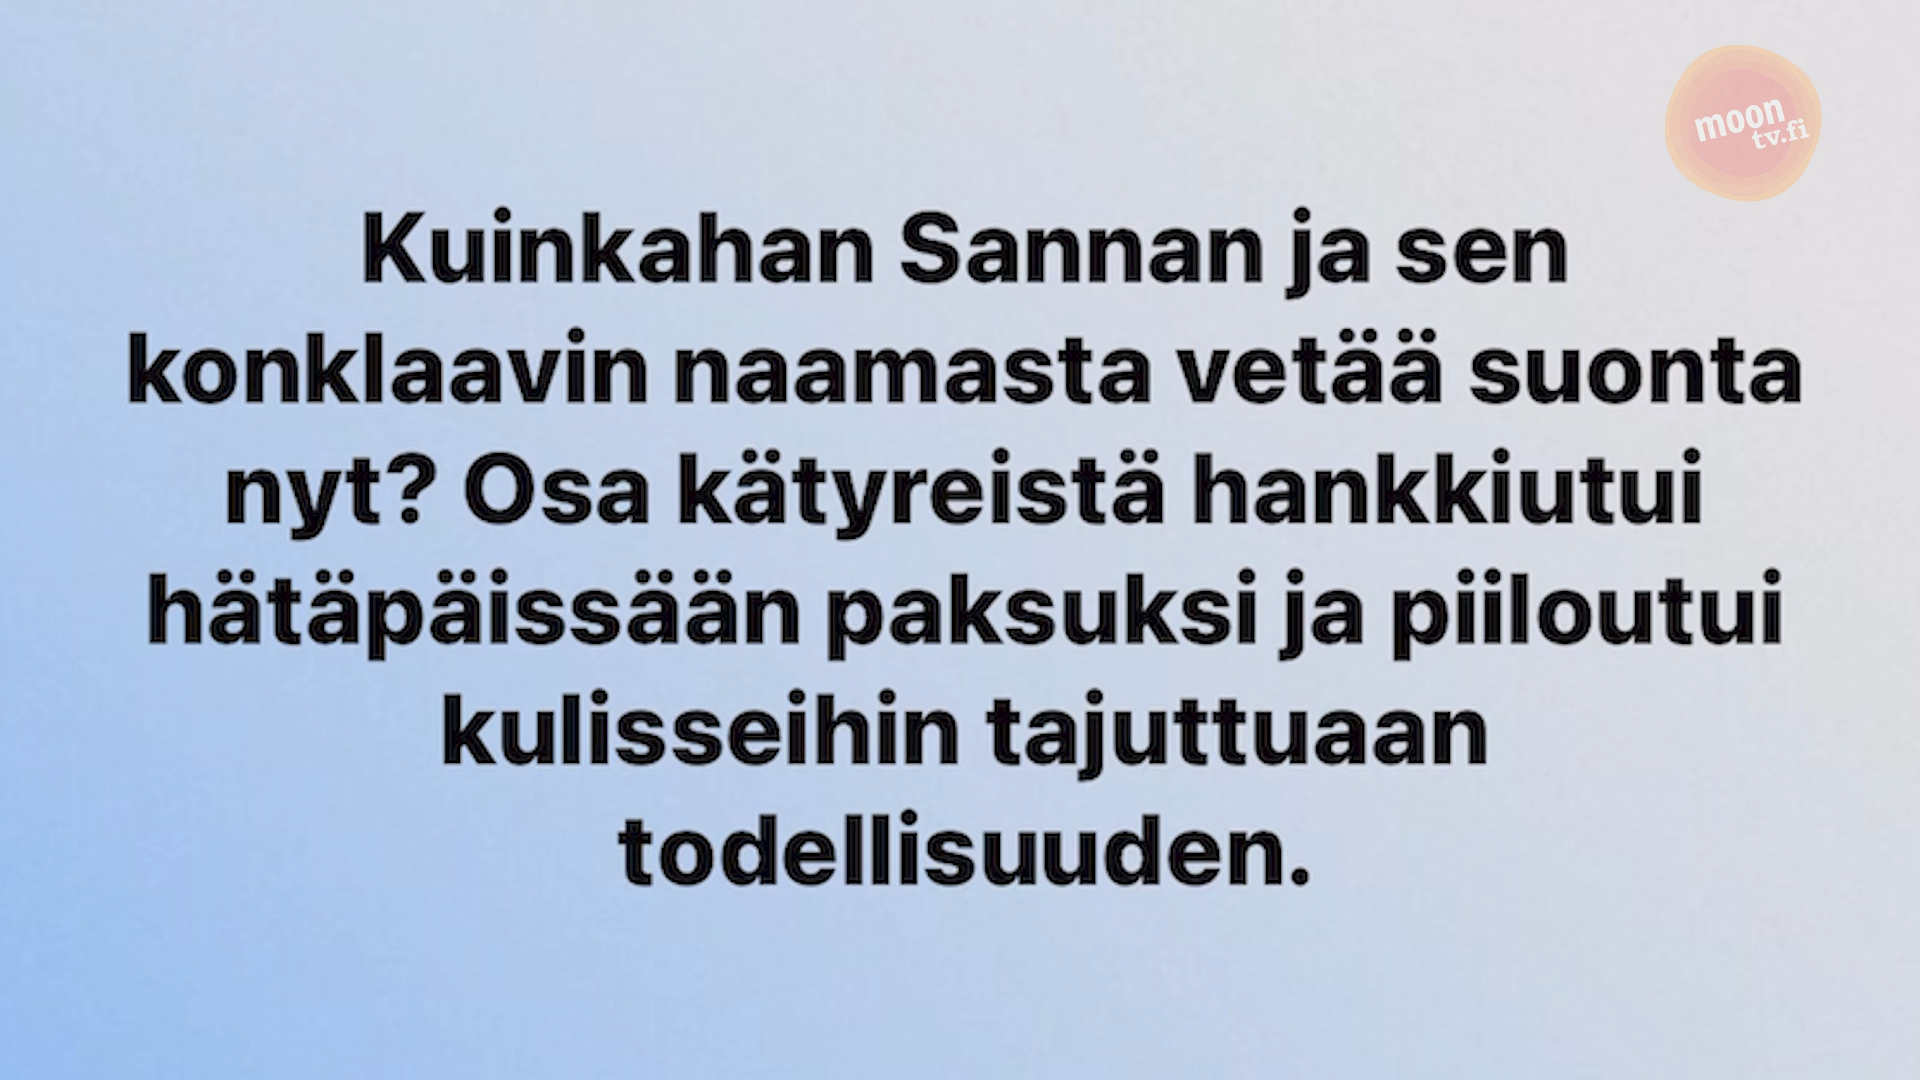 moon
tv.fi
Kuinkahan Sannan ja sen
konklaavin naamasta vetää suonta
nyt? Osa kätyreistä hankkiutui
hätäpäissään paksuksi ja piiloutui
kulisseihin tajuttuaan
todellisuuden.